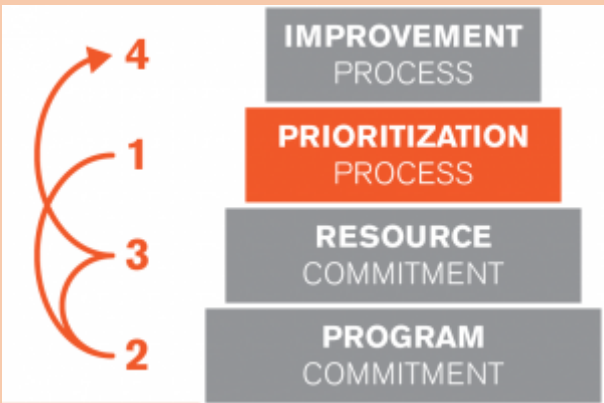 4
IMPROVEMENT
PROCESS
1
PRIORITIZATION
PROCESS
3
RESOURCE
COMMITMENT
2
PROGRAM
COMMITMENT